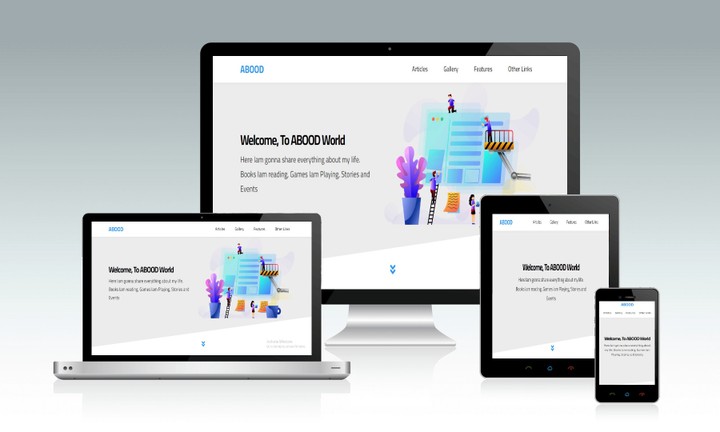 ABOOD
Articles Gallery Features Other Links
Welcome, To ABOOD World
Here Iam gonna share everything about my life.
Books Iam reading, Games Iam Playing, Stories and
Events
ABOOD
Articles Gallery Features Other Links
Welcome, To ABOOD World
Here Iam gonna share everything about my life.
Books Iam reading, Games Iam Playing, Stories and
Events
ABOOD
Articles Gallery Features Other Links
Welcome, To ABOOD World
Here Iam gonna share everything about my life.
Books Iam reading, Games Iam Playing, Stories and
Events
ABOOD
Welcome, To ABOOD World